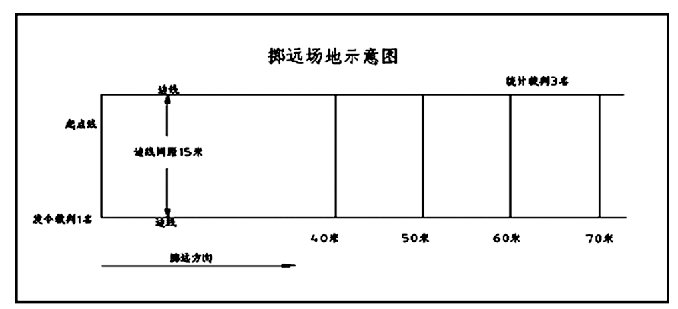 掷远场地示意图
统计裁判3名
边线
起点线
边线间距15米
发令裁判1名
边线
40米
50米
60米
70米
掷远方向